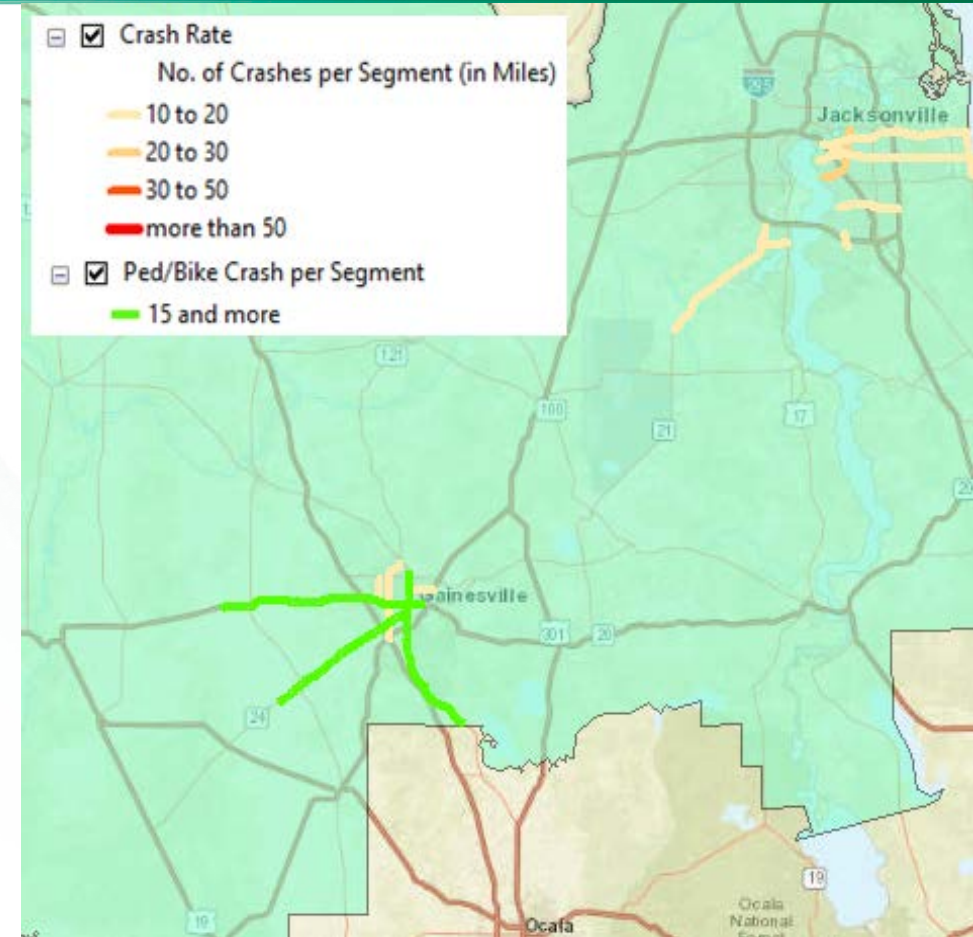 Crash Rate
No. of Crashes per Segment (in Miles)
10 to 20
20 to 30
30 to 50
more than 50
Ped/Bike Crash per Segment
15 and more
295
Jacksonville
121
100
21
17
Gainesville
301
20
24
19
19
Ocala
Ocala
National